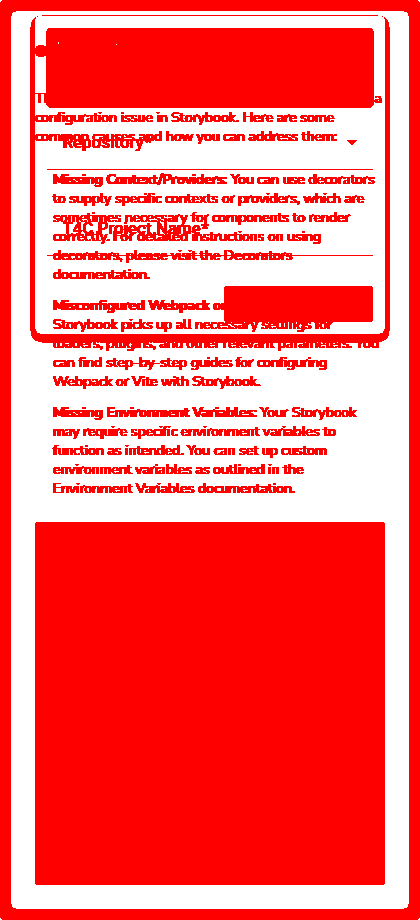 a
configuration issue in Storybook. Here are some
common causes and how you can address them:
Repository*
Missing Context/Providers: You can use decorators
to supply specific contexts or providers, which are
sometimes necessary for components to render
correctly. For detailed instructions on using
T4C Project Name*
decorators, please visit the Decorators
documentation.
Misconfigured Webpack or
Storybook picks up all necessary settings for
loaders, plugins, and other relevant parameters. You
can find step-by-step guides for configuring
Webpack or Vite with Storybook.
Missing Environment Variables: Your Storybook
may require specific environment variables to
function as intended. You can set up custom
environment variables as outlined in the
Environment Variables documentation.